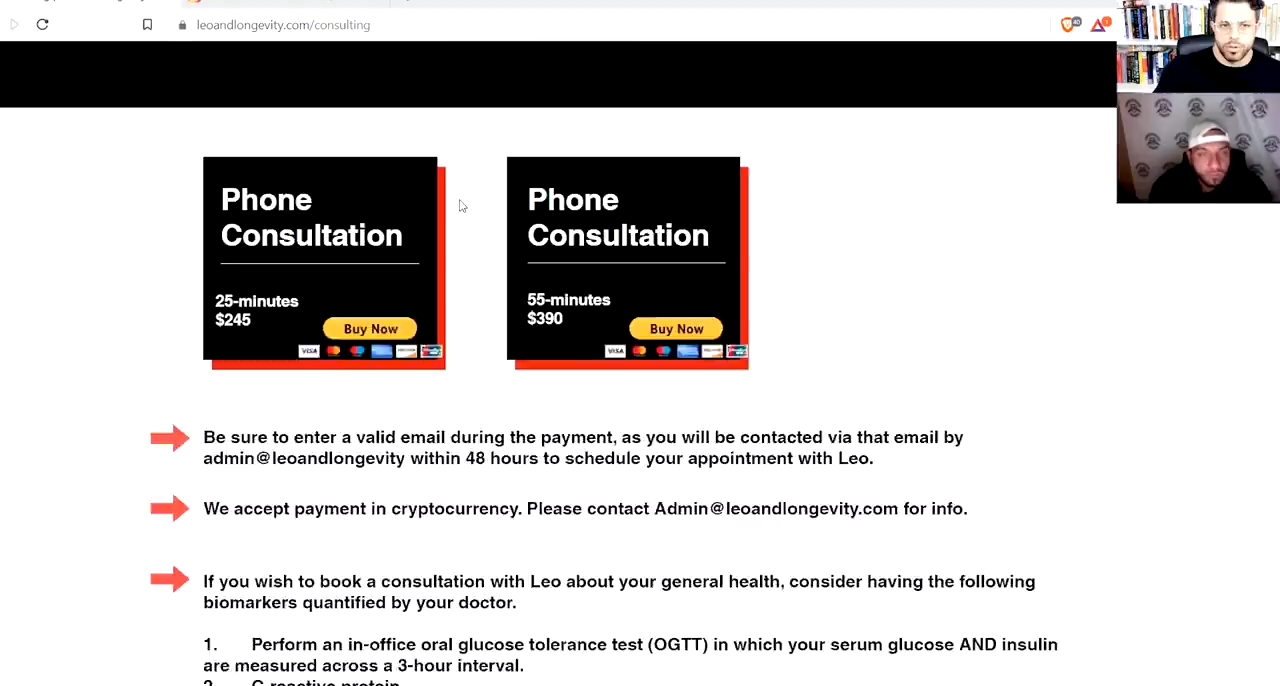 leoandlongevity.com/consulting
Phone
Consultation
25-minutes
$245
Buy Now
VISA
Phone
Consultation
55-minutes
$390
Buy Now
VISA
Be sure to enter a valid email during the payment, as you will be contacted via that email by
admin@leoandlongevity within 48 hours to schedule your appointment with Leo.
We accept payment in cryptocurrency. Please contact Admin@leoandlongevity.com for info.
If you wish to book a consultation with Leo about your general health, consider having the following
biomarkers quantified by your doctor.
1. Perform an in-office oral glucose tolerance test (OGTT) in which your serum glucose AND insulin
are measured across a 3-hour interval.